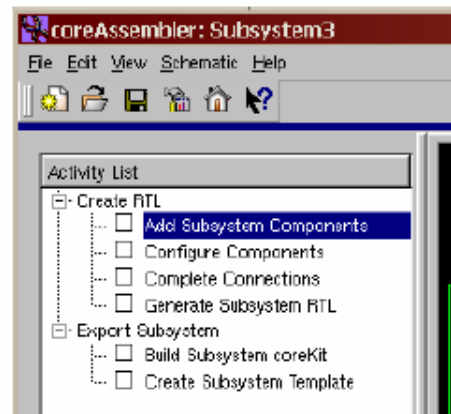 coreAssembler: Subsystem3
File Edit View Schematic Help
Activity List
Create RTL
Add Subsystem Components
Configure Components
Complete Connections
Generate Subsystem RTL
Export Subsystem
Build Subsystem coreKit
Create Subsystem Template